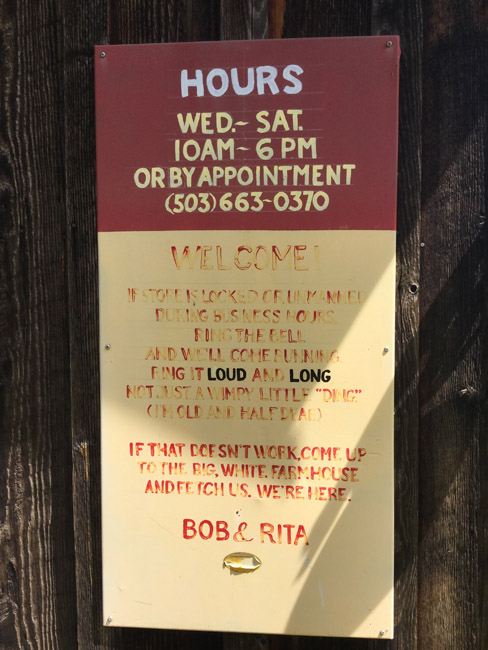 HOURS
WED.~ SAT.
10AM~ 6 PM
OR BY APPOINTMENT
(503) 663-0370
WELCOME!
IF STORE IS LOCKED OR UNMANNED
DURING BUSINESS HOURS,
RING THE BELL
AND WE'LL COME RUNNING
RING IT LOUD AND LONG
NOT JUST A WIMPY LITTLE "DING"
(I'M OLD AND HALF DEAF)
IF THAT DOESN'T WORK, COME UP
TO THE BIG, WHITE FARMHOUSE
AND FETCH US. WE'RE HERE.
BOB & RITA